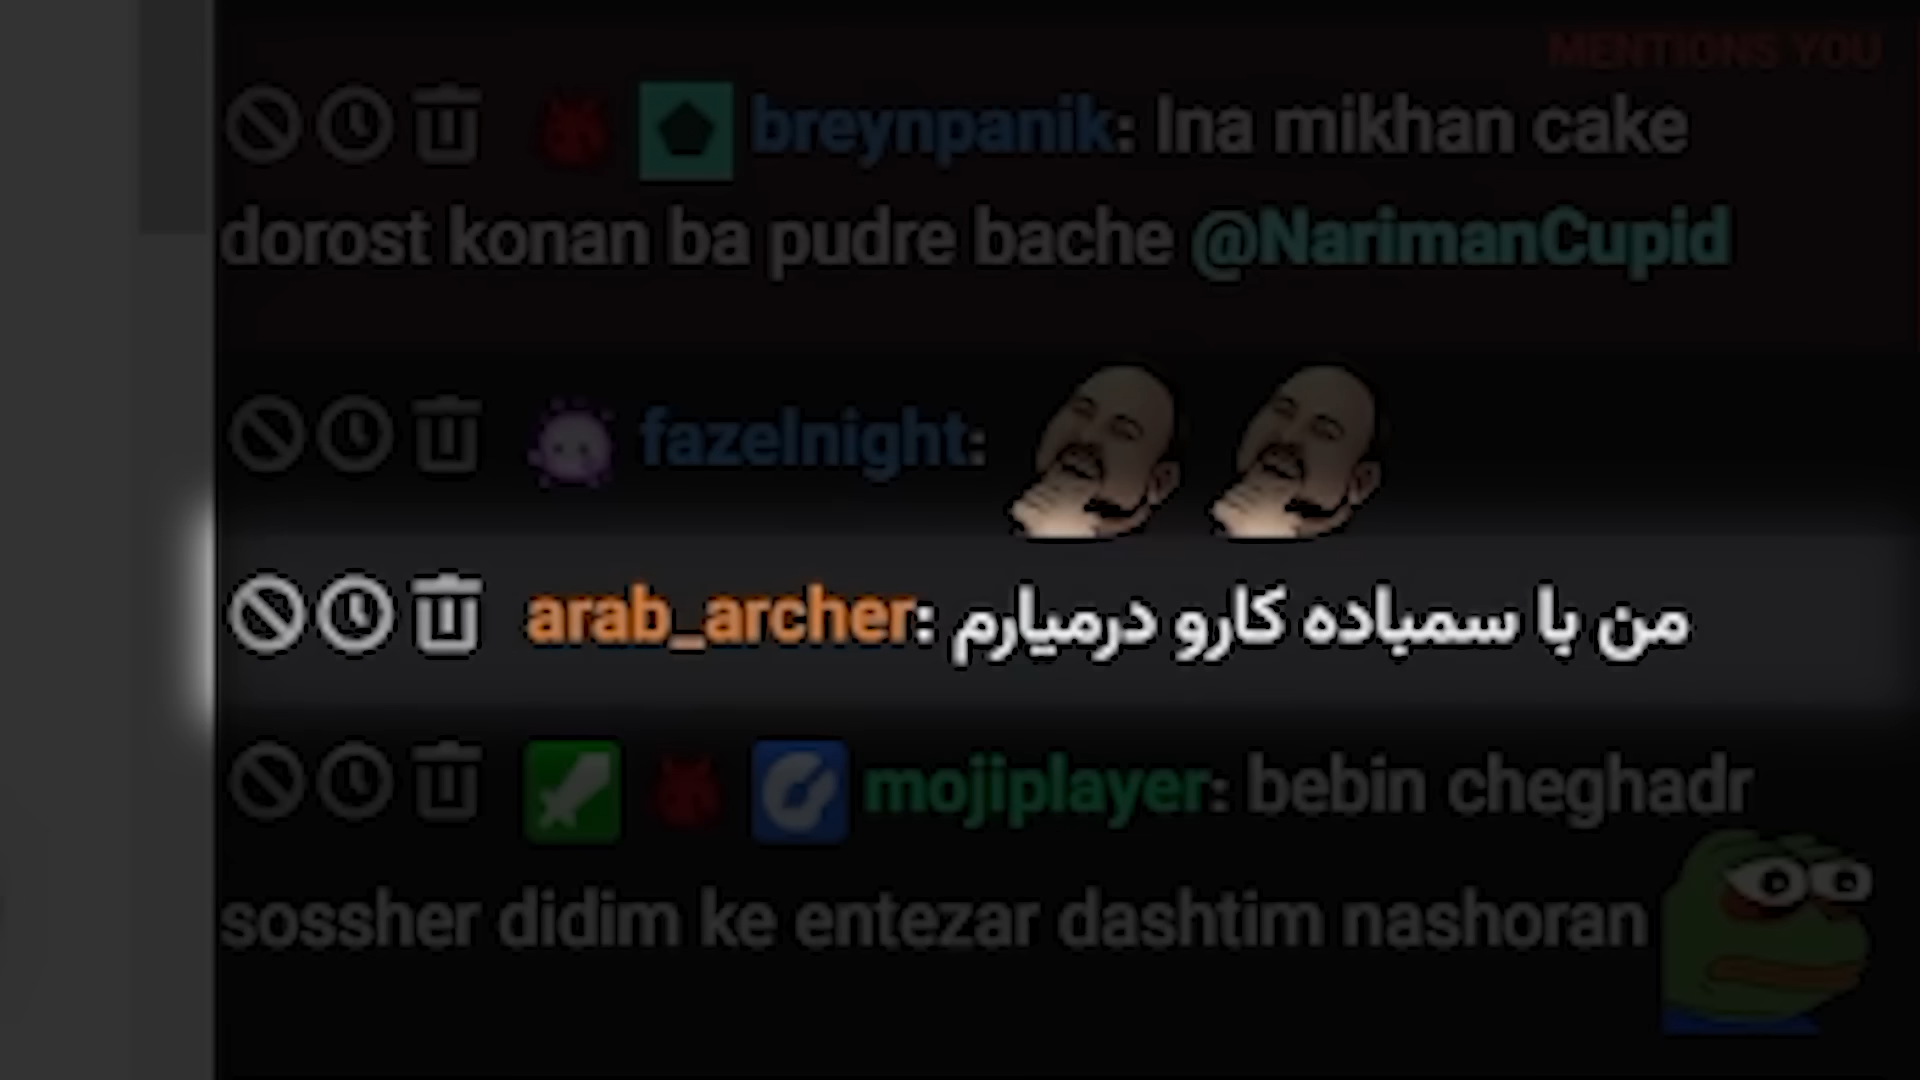 MENTIONS YOU
breynpanik: Ina mikhan cake
dorost konan ba pudre bache @NarimanCupid
fazelnight:
arab_archer: من با سمباده کارو درمیارم
mojiplayer: bebin cheghadr
sossher didim ke entezar dashtim nashoran